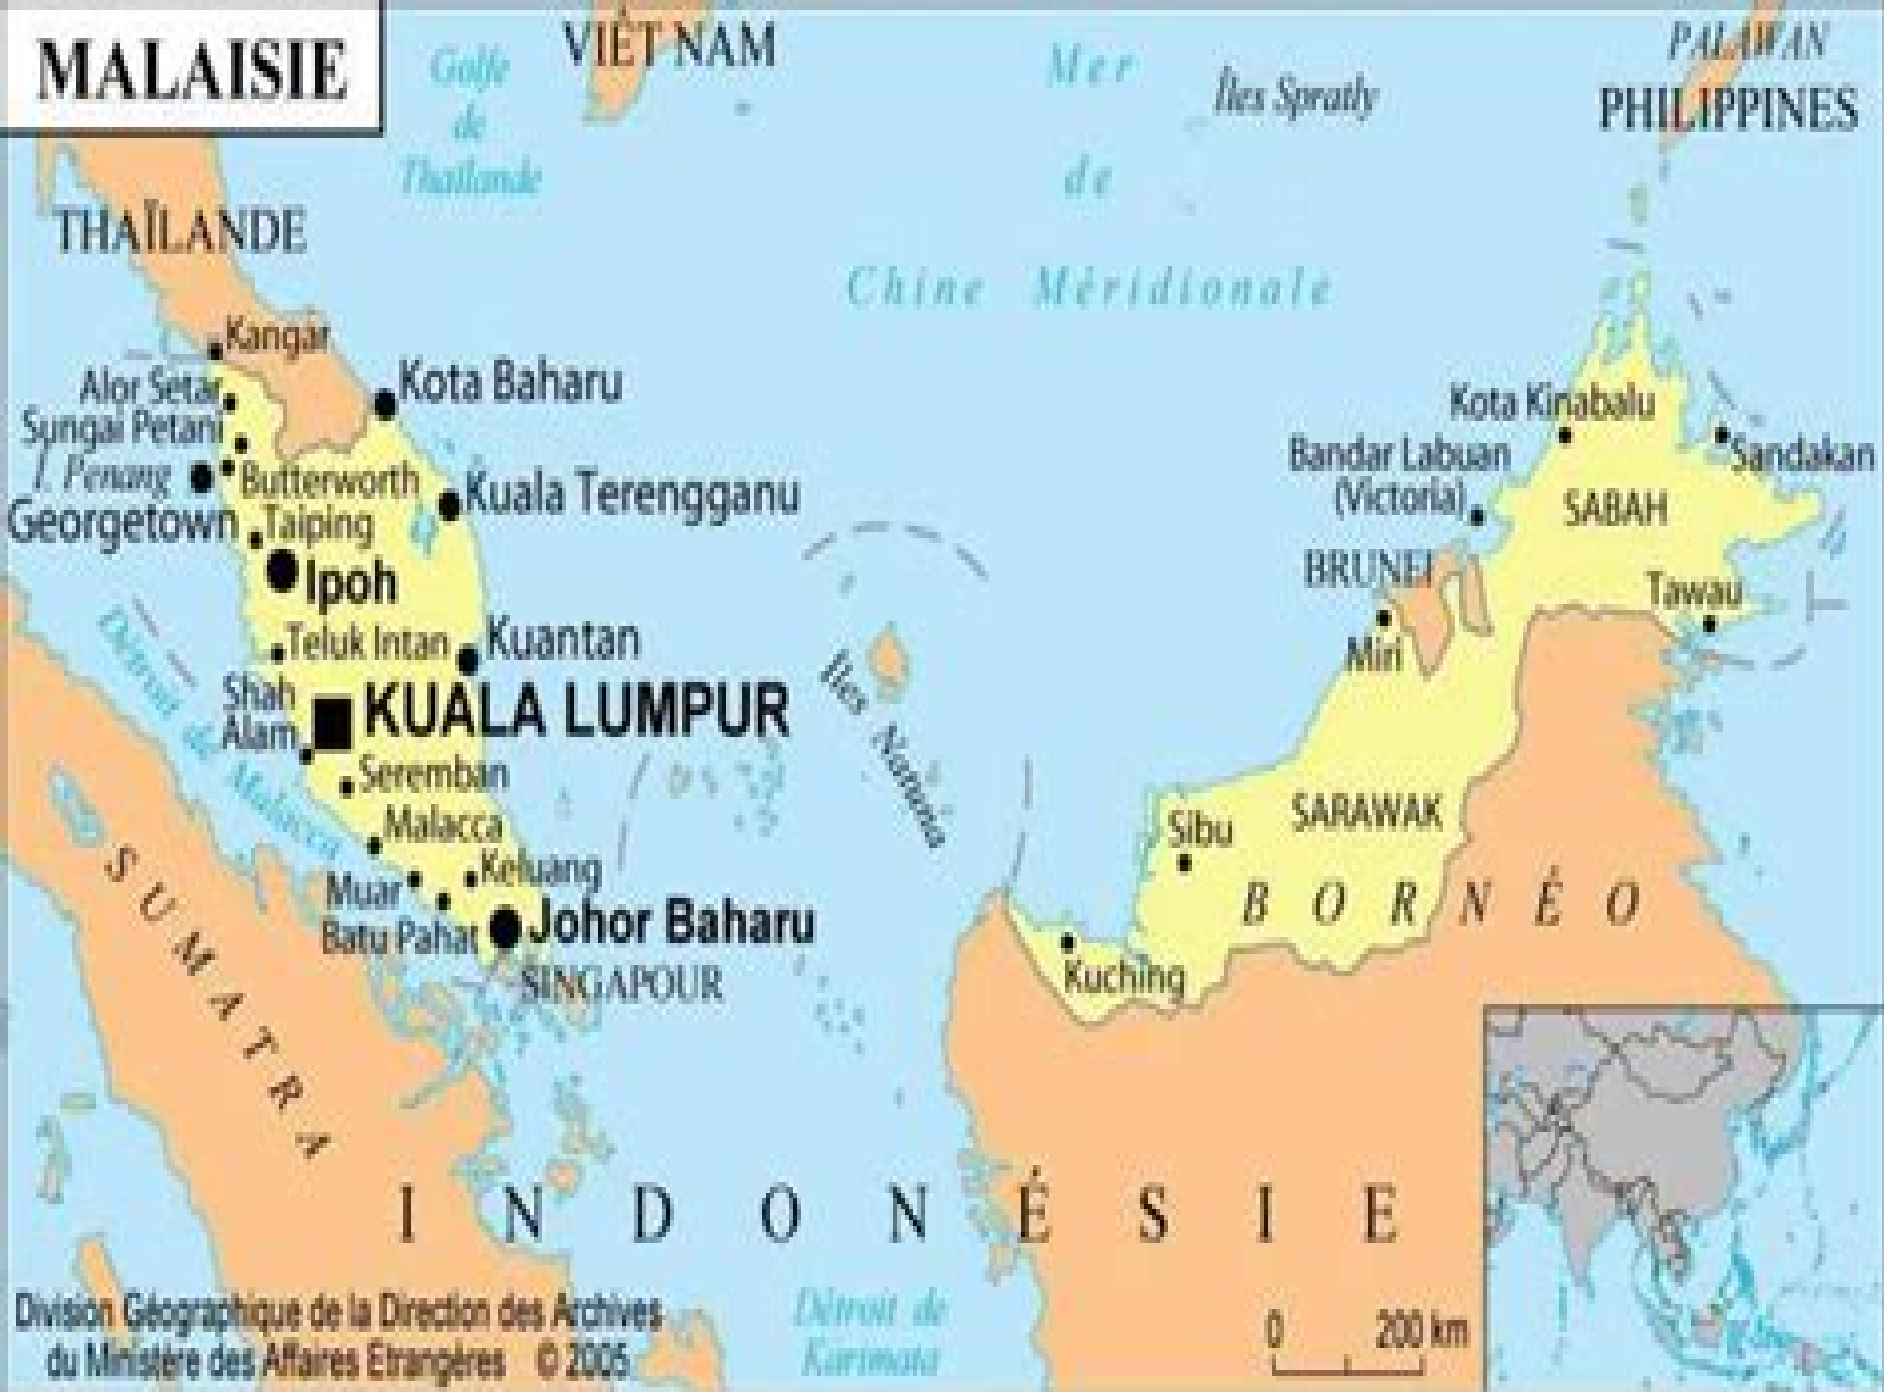 MALAISIE
Golfe
de
Thaïlande
VIÊT NAM
Mer
de
Chine Méridionale
Îles Spratly
PALAWAN
PHILIPPINES
THAÏLANDE
Kangar
Alor Setar
Sungai Petani
I. Penang
Georgetown
Butterworth
Taiping
Ipoh
Kota Baharu
Kuala Terengganu
Teluk Intan
Kuantan
Shah
Alam
KUALA LUMPUR
Seremban
Malacca
Keluang
Muar
Batu Pahat
Johor Baharu
SINGAPOUR
Détroit de Malacca
SUMATRA
Îles Natuna
Kota Kinabalu
Bandar Labuan
(Victoria)
Sandakan
SABAH
BRUNEI
Tawau
Miri
Sibu
SARAWAK
BORNÉO
Kuching
INDONÉSIE
Détroit de
Karimata
Division Géographique de la Direction des Archives
du Ministère des Affaires Etrangères © 2005
0 200 km